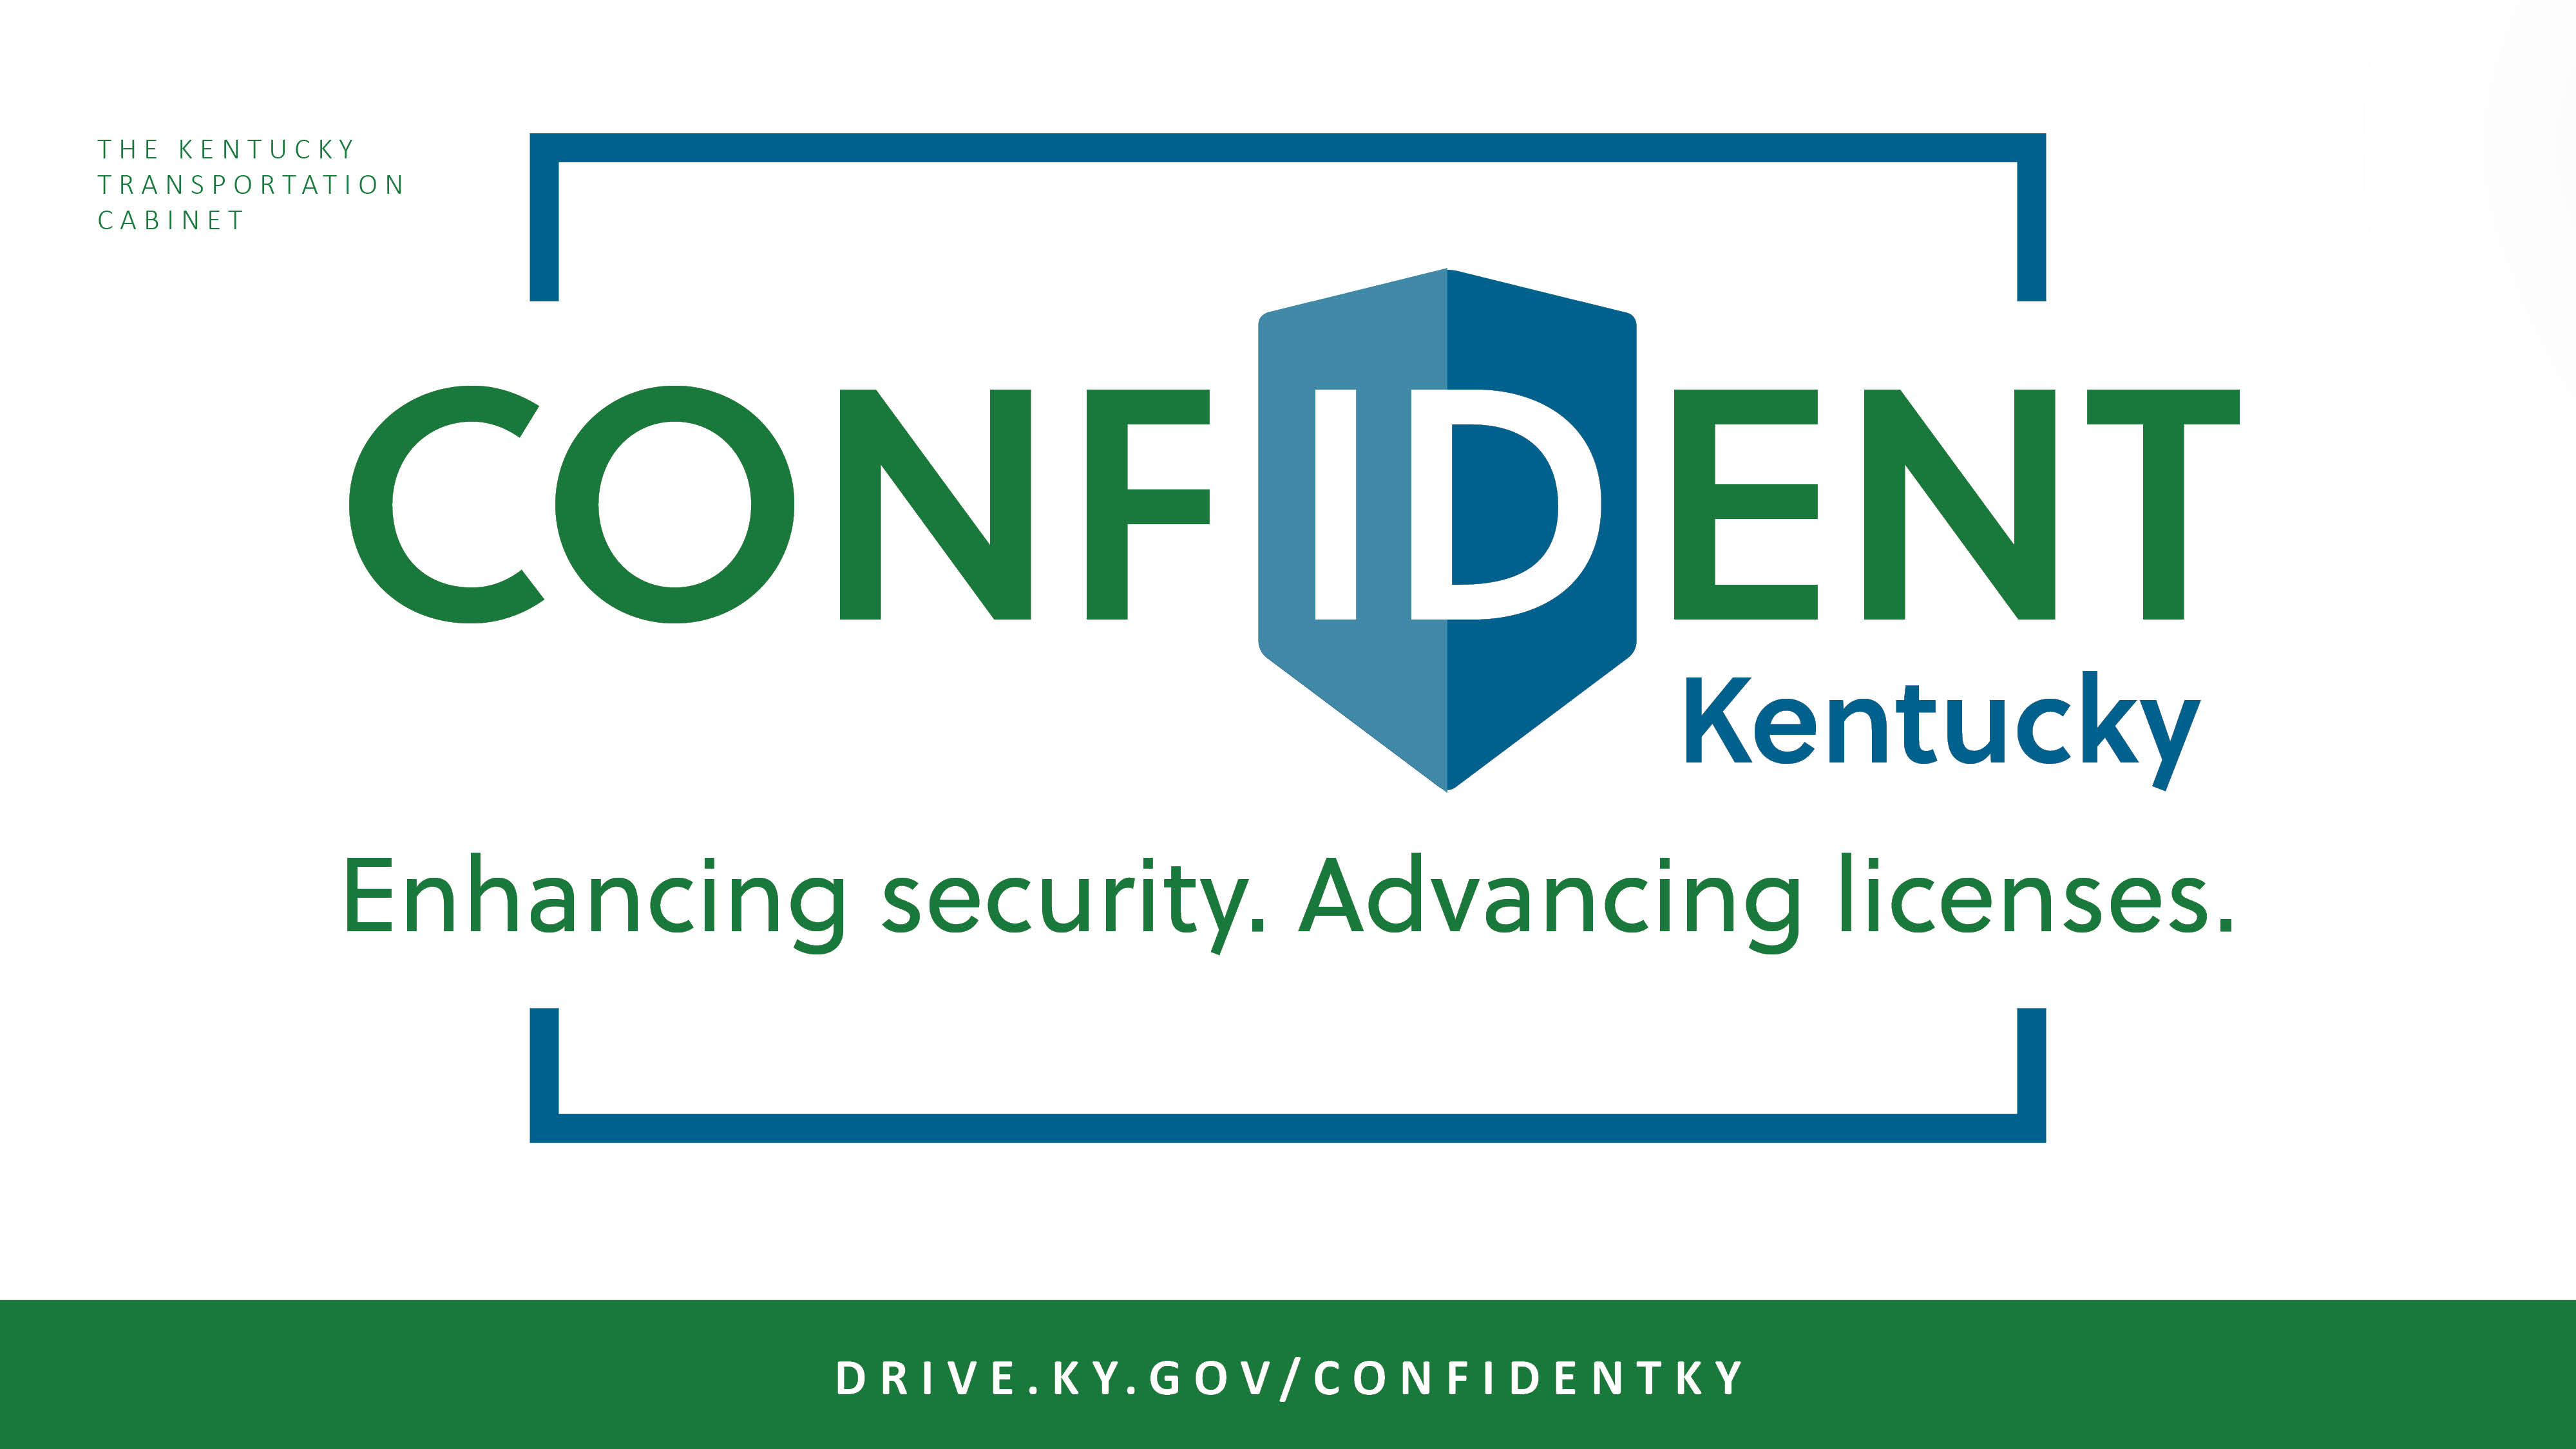 THE KENTUCKY
TRANSPORTATION
CABINET
CONFIDENT
Kentucky
Enhancing security. Advancing licenses.
DRIVE.KY.GOV/CONFIDENTKY